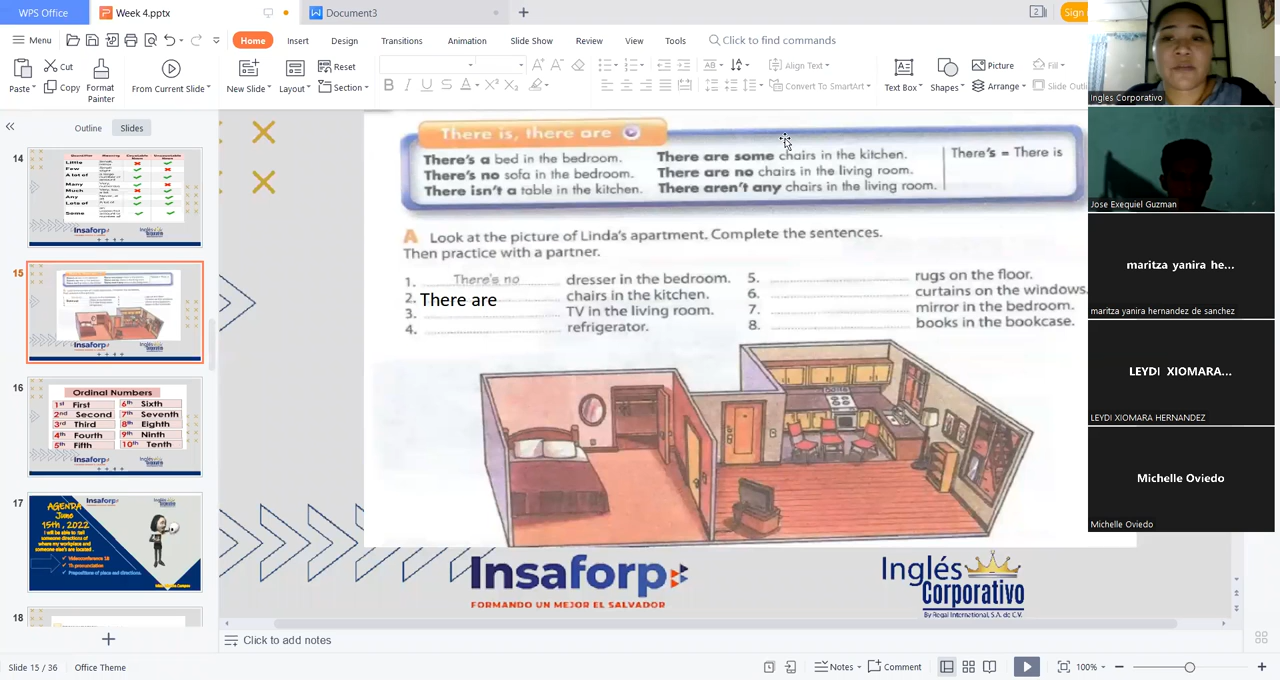 WPS Office
Week 4.pptx
Document3
Sign
Menu
Home
Insert
Design
Transitions
Animation
Slide Show
Review
View
Tools
Click to find commands
Paste
Cut
Copy
Format Painter
From Current Slide
New Slide
Layout
Reset
Section
Align Text
Convert To SmartArt
Text Box
Shapes
Picture
Arrange
Fill
Slide Outli
Outline
Slides
14
15
16
Ordinal Numbers
1st First
6th Sixth
2nd Second
7th Seventh
3rd Third
8th Eighth
4th Fourth
9th Ninth
5th Fifth
10th Tenth
17
AGENDA
June
15th, 2022
18
There is, there are
There's a bed in the bedroom.
There's no sofa in the bedroom.
There isn't a table in the kitchen.
There are some chairs in the kitchen.
There are no chairs in the living room.
There aren't any chairs in the living room.
There's = There is
A Look at the picture of Linda's apartment. Complete the sentences.
Then practice with a partner.
1. There's no dresser in the bedroom.
2. There are chairs in the kitchen.
3. TV in the living room.
4. refrigerator.
5. rugs on the floor.
6. curtains on the windows.
7. mirror in the bedroom.
8. books in the bookcase.
Insaforp
FORMANDO UN MEJOR EL SALVADOR
Inglés
Corporativo
By Regal International, S.A. de C.V.
Click to add notes
Slide 15 / 36
Office Theme
Notes
Comment
100%
Ingles Corporativo
Jose Exequiel Guzman
maritza yanira he...
maritza yanira hernandez de sanchez
LEYDI XIOMARA...
LEYDI XIOMARA HERNANDEZ
Michelle Oviedo
Michelle Oviedo